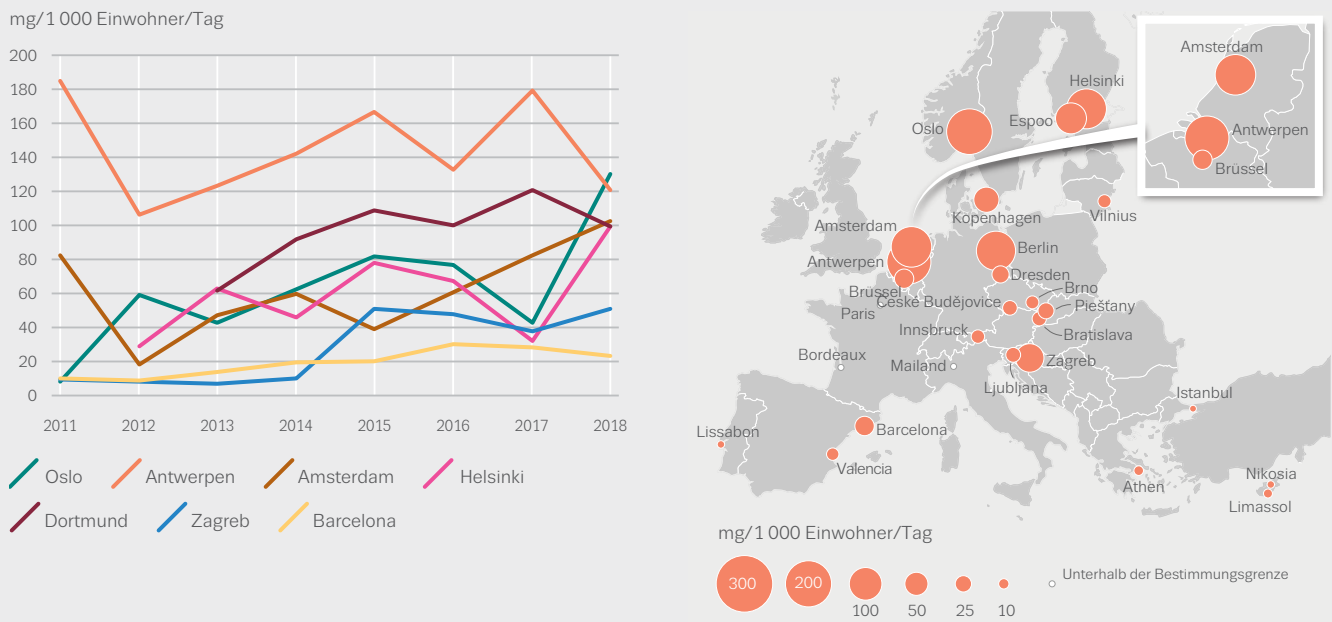 mg/1 000 Einwohner/Tag
200
180
160
140
120
100
80
60
40
20
0
2011 2012 2013 2014 2015 2016 2017 2018
Oslo Antwerpen Amsterdam Helsinki
Dortmund Zagreb Barcelona
Amsterdam
Antwerpen
Brüssel
Helsinki
Espoo
Oslo
Kopenhagen
Vilnius
Amsterdam
Berlin
Antwerpen
Dresden
Brüssel
Brno
České Budějovice
Piešťany
Paris
Innsbruck
Bratislava
Bordeaux
Mailand
Zagreb
Ljubljana
Istanbul
Lissabon
Barcelona
Valencia
Athen
Nikosia
Limassol
mg/1 000 Einwohner/Tag
300 200 100 50 25 10 Unterhalb der Bestimmungsgrenze